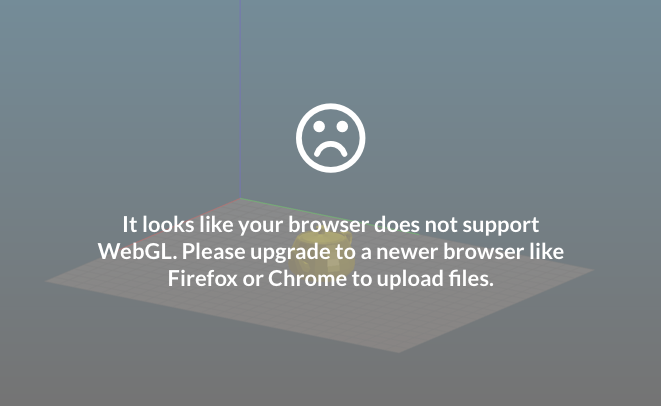 It looks like your browser does not support
WebGL. Please upgrade to a newer browser like
Firefox or Chrome to upload files.